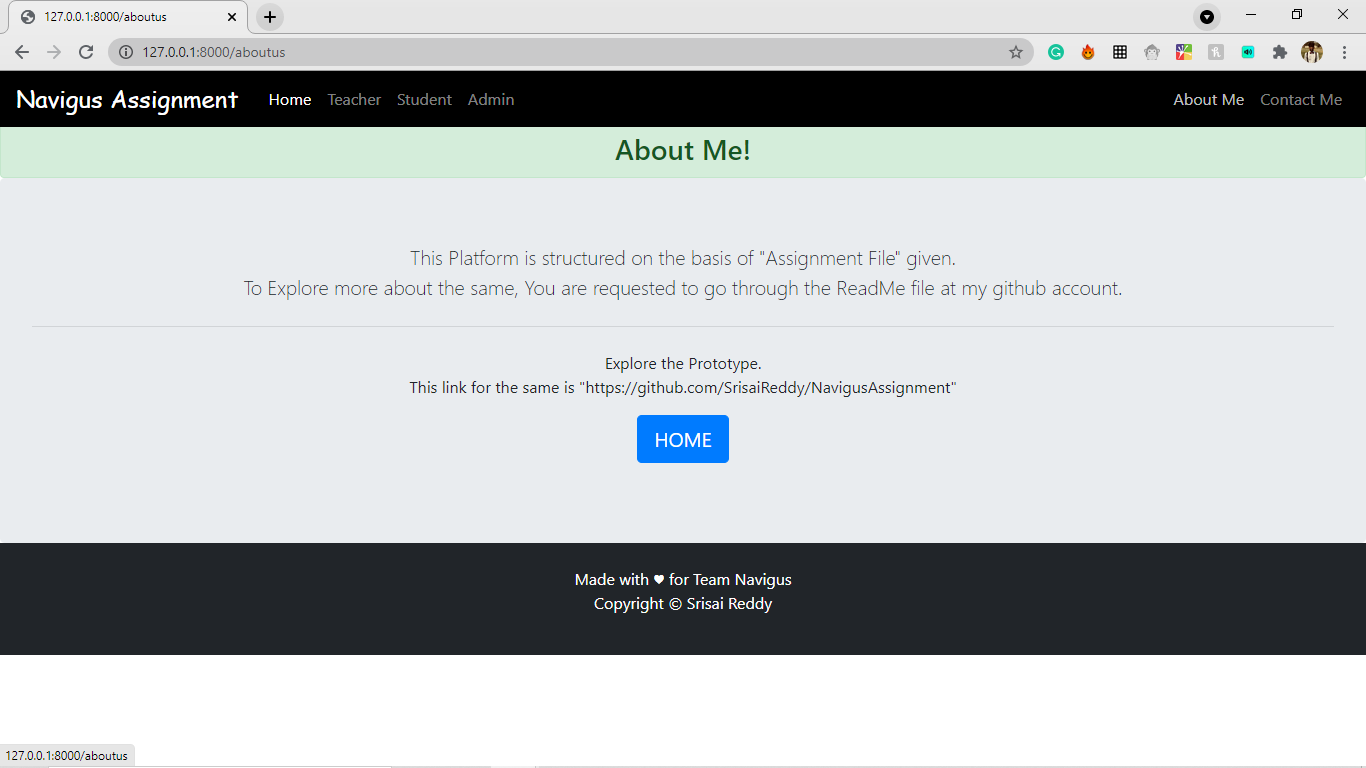 127.0.0.1:8000/aboutus
127.0.0.1:8000/aboutus
Navigus Assignment Home Teacher Student Admin About Me Contact Me
About Me!
This Platform is structured on the basis of "Assignment File" given.
To Explore more about the same, You are requested to go through the ReadMe file at my github account.
Explore the Prototype.
This link for the same is "https://github.com/SrisaiReddy/NavigusAssignment"
HOME
Made with ♥ for Team Navigus
Copyright © Srisai Reddy
127.0.0.1:8000/aboutus